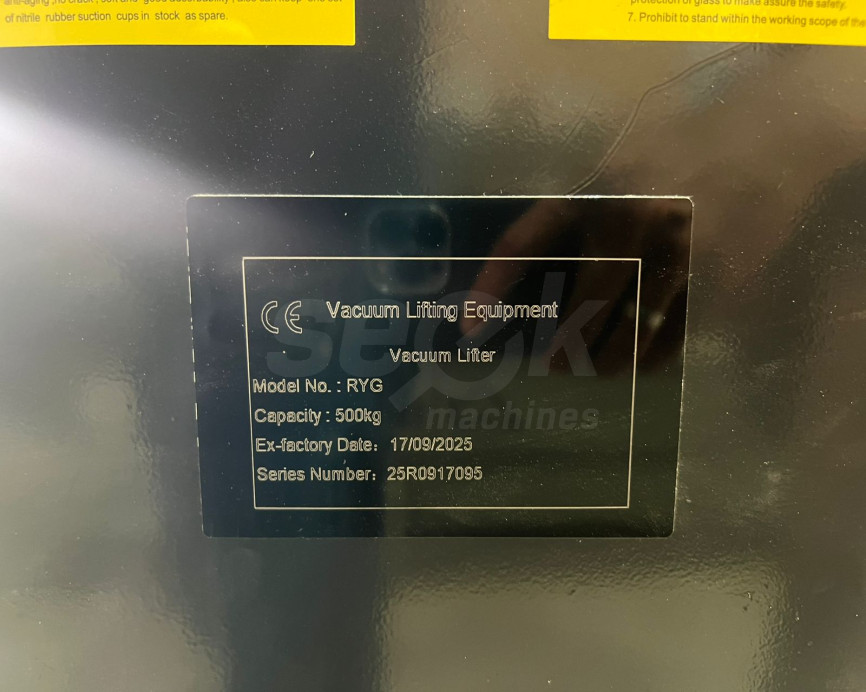 of nitrile rubber suction cups in stock as spare.
protection of glass to make assure the safety.
7. Prohibit to stand within the working scope of the
CE Vacuum Lifting Equipment
Vacuum Lifter
Model No. : RYG
Capacity : 500kg
Ex-factory Date: 17/09/2025
Series Number: 25R0917095
seek
machines